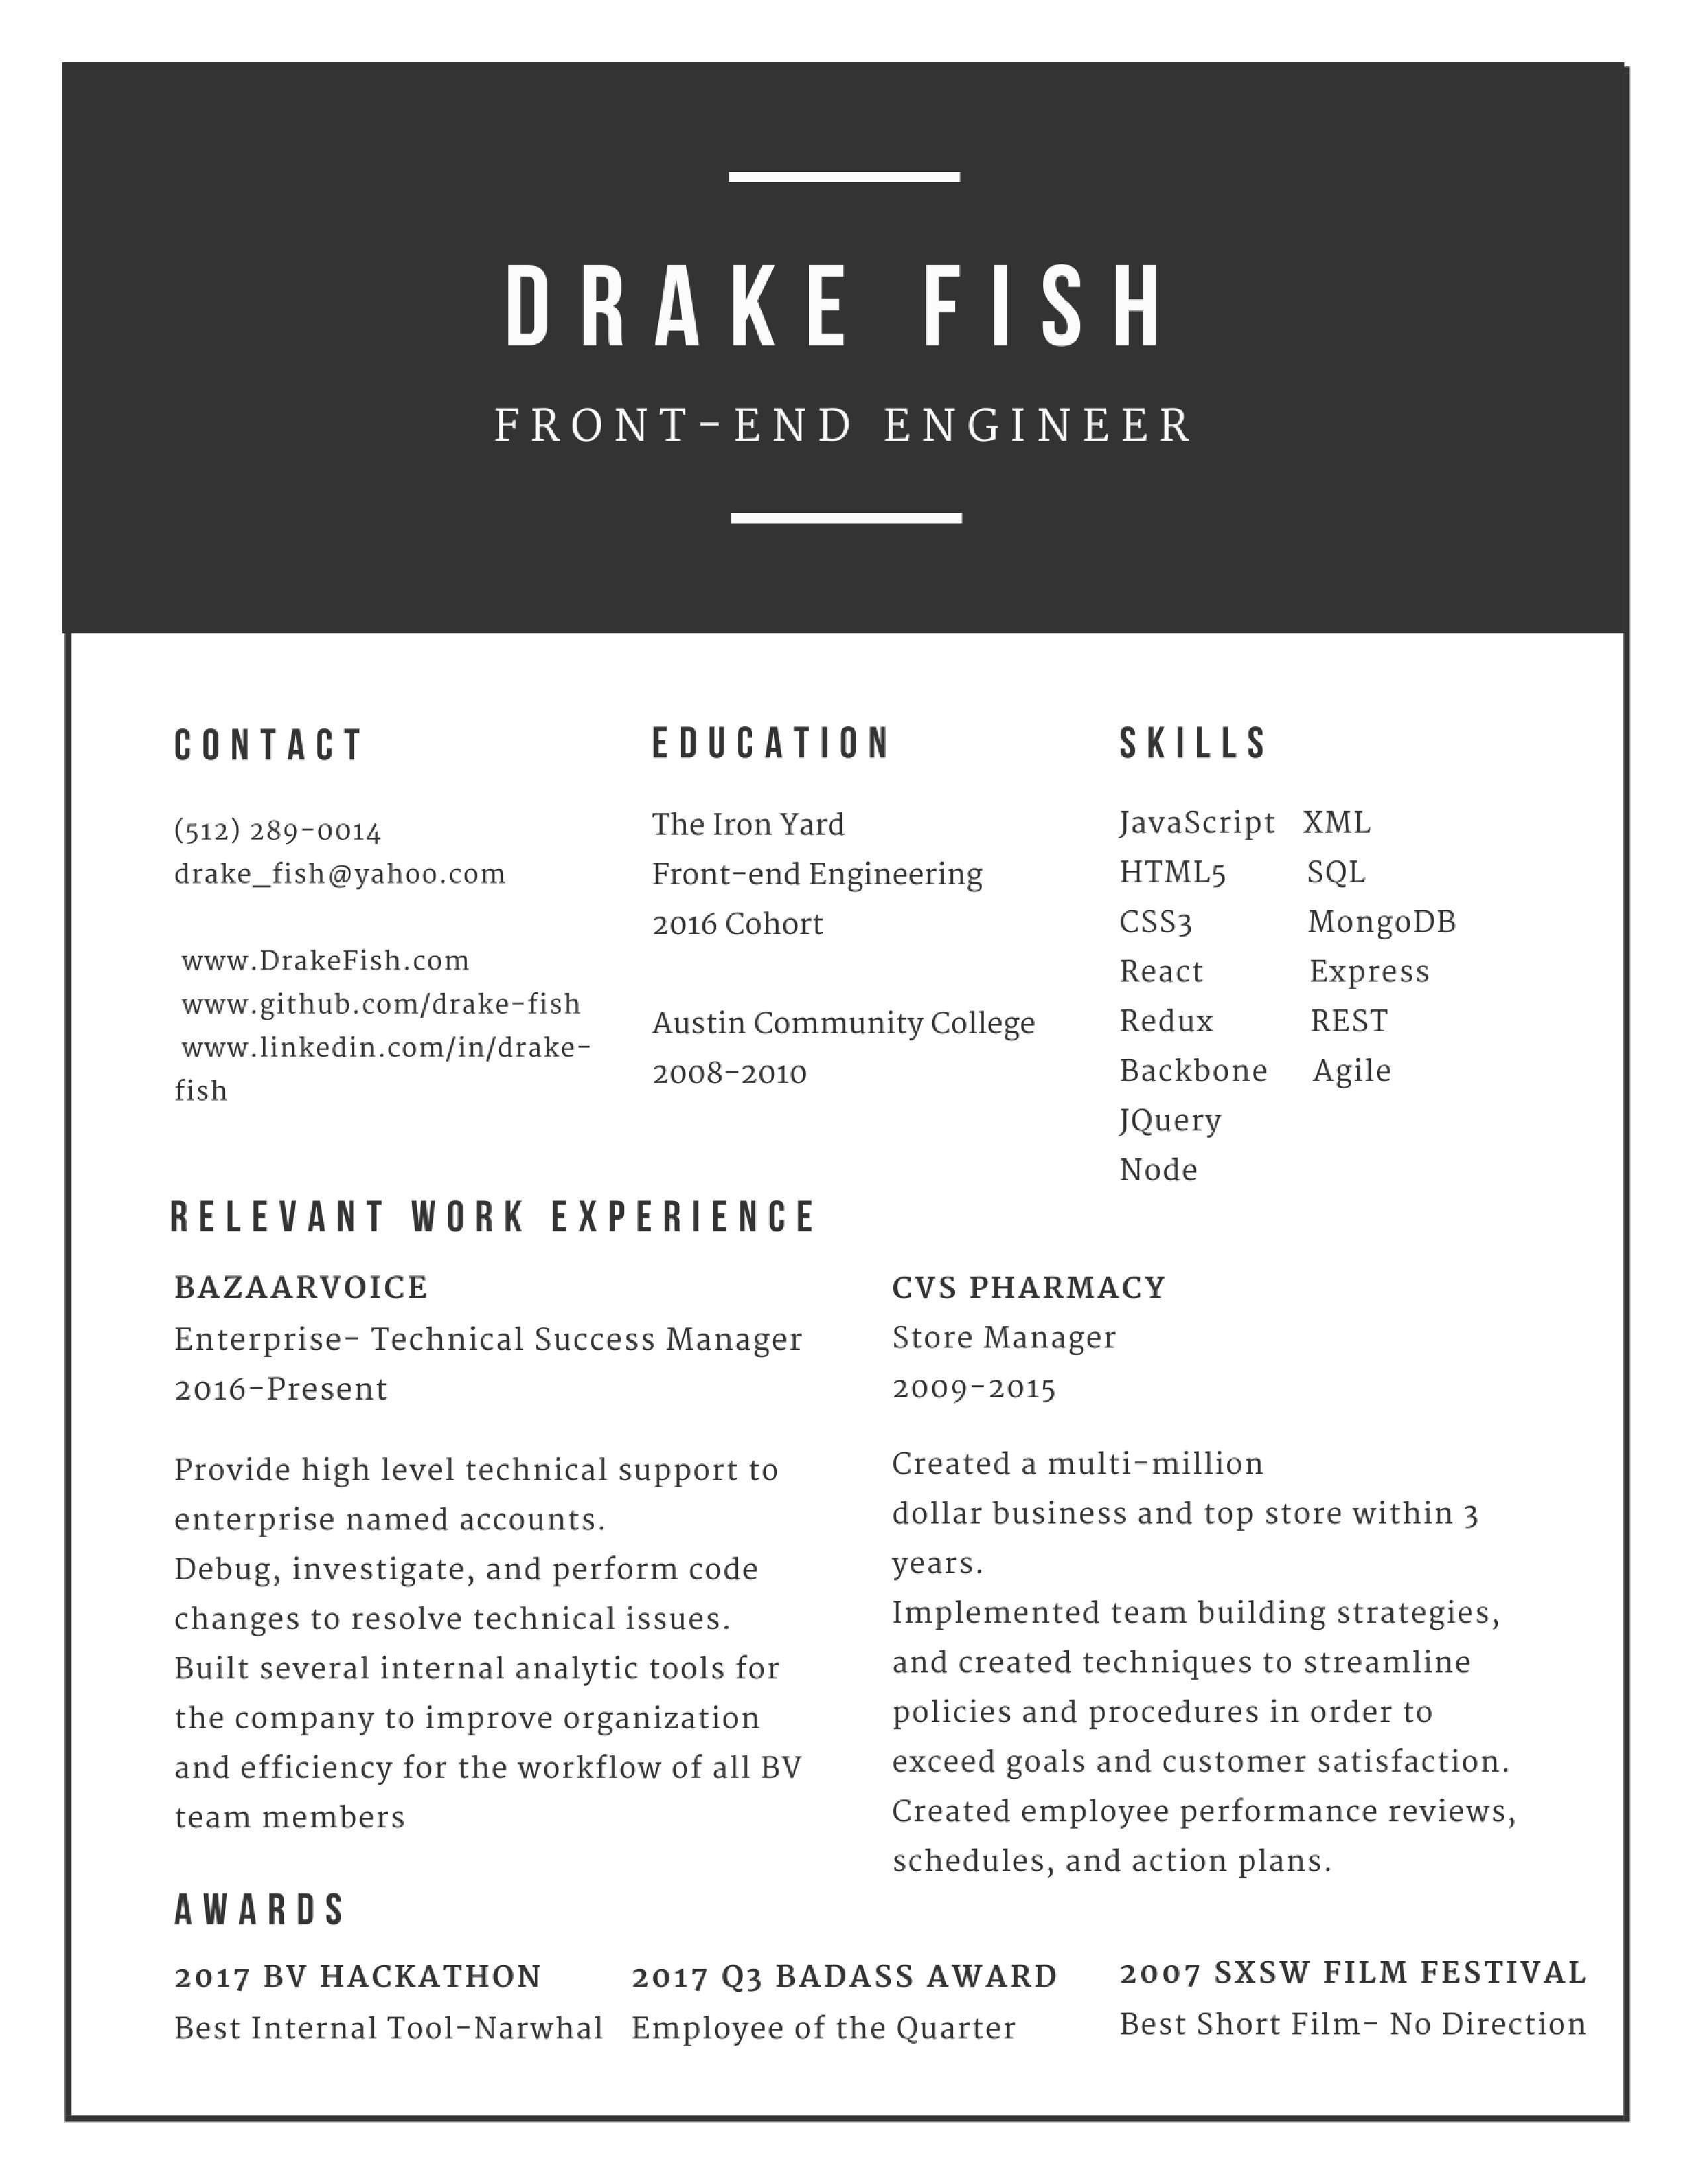 DRAKE FISH
FRONT-END ENGINEER
CONTACT
(512) 289-0014
drake_fish@yahoo.com
www.DrakeFish.com
www.github.com/drake-fish
www.linkedin.com/in/drake-
fish
EDUCATION
The Iron Yard
Front-end Engineering
2016 Cohort
Austin Community College
2008-2010
SKILLS
JavaScript XML
HTML5 SQL
CSS3 MongoDB
React Express
Redux REST
Backbone Agile
JQuery
Node
RELEVANT WORK EXPERIENCE
BAZAARVOICE
Enterprise- Technical Success Manager
2016-Present
Provide high level technical support to
enterprise named accounts.
Debug, investigate, and perform code
changes to resolve technical issues.
Built several internal analytic tools for
the company to improve organization
and efficiency for the workflow of all BV
team members
CVS PHARMACY
Store Manager
2009-2015
Created a multi-million
dollar business and top store within 3
years.
Implemented team building strategies,
and created techniques to streamline
policies and procedures in order to
exceed goals and customer satisfaction.
Created employee performance reviews,
schedules, and action plans.
AWARDS
2017 BV HACKATHON
Best Internal Tool-Narwhal
2017 Q3 BADASS AWARD
Employee of the Quarter
2007 SXSW FILM FESTIVAL
Best Short Film- No Direction